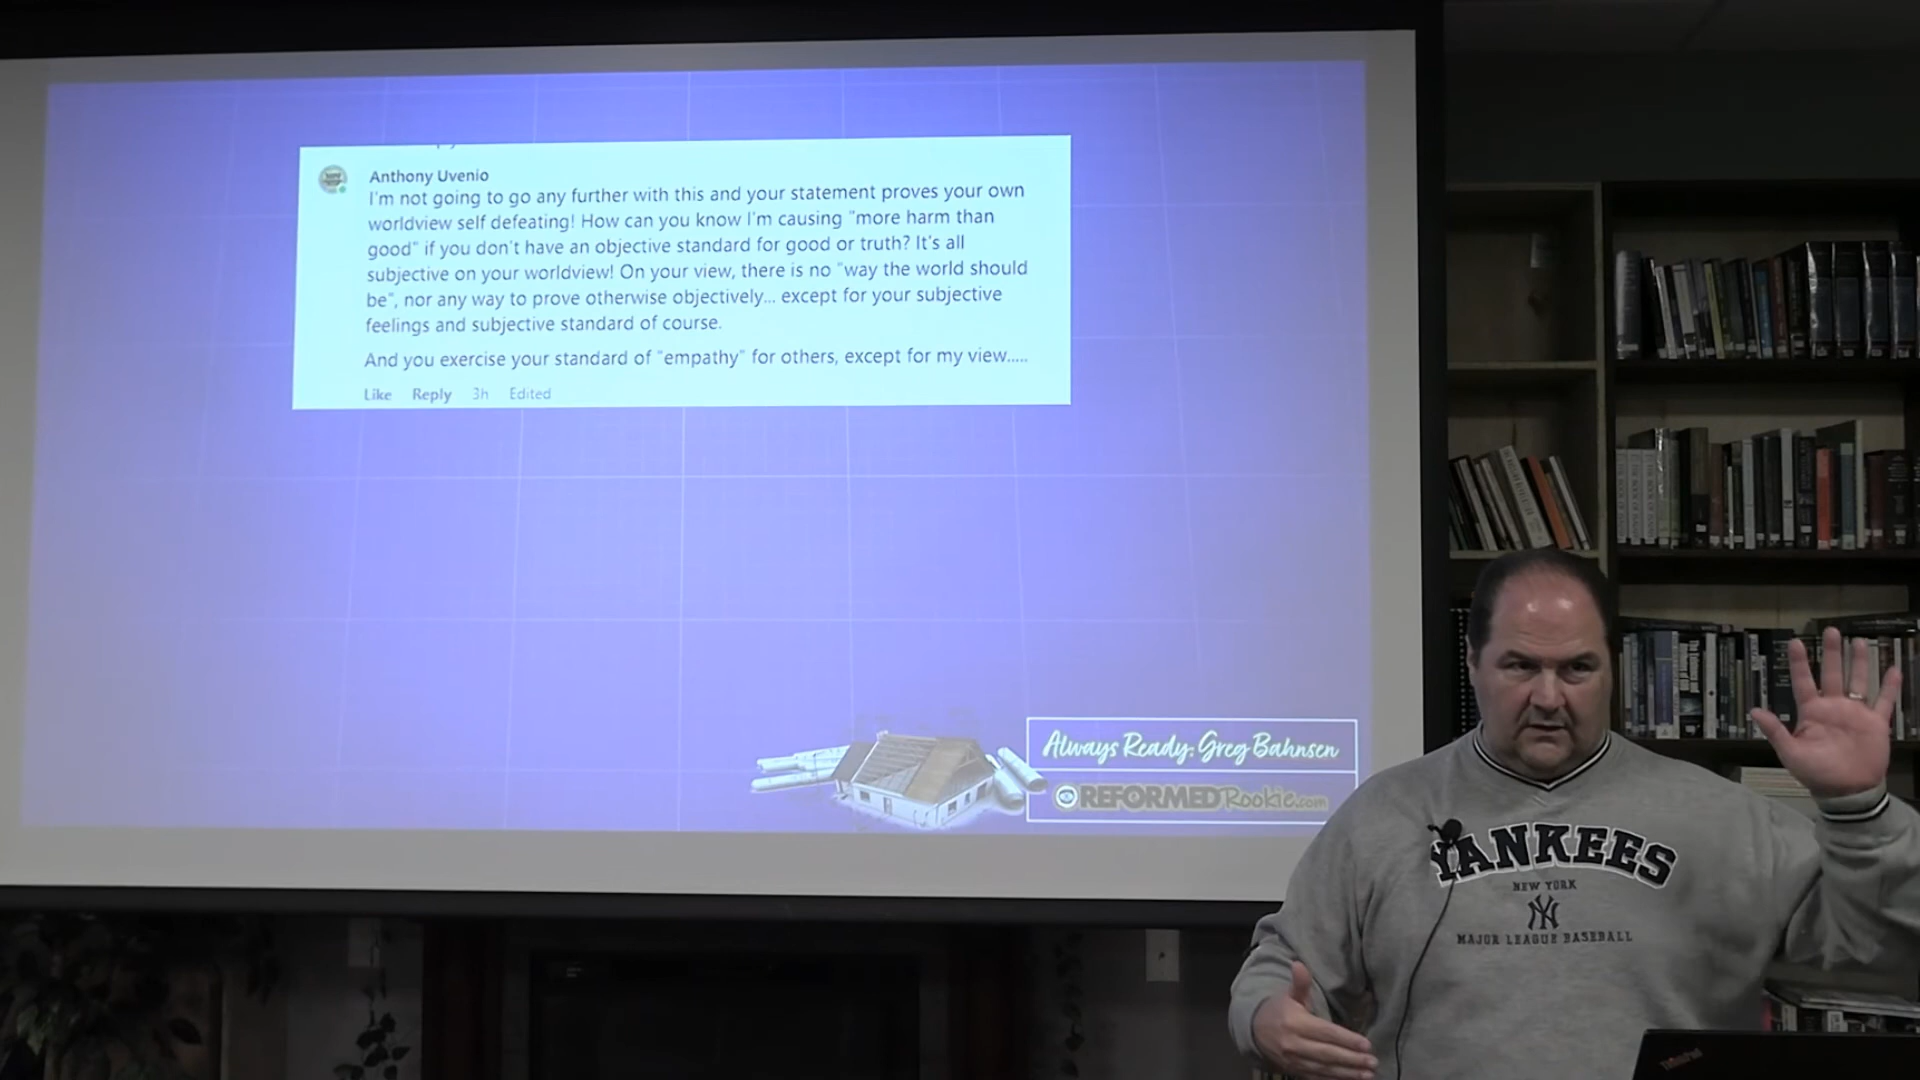 Anthony Uvenio
I'm not going to go any further with this and your statement proves your own
worldview self defeating! How can you know I'm causing "more harm than
good" if you don't have an objective standard for good or truth? It's all
subjective on your worldview! On your view, there is no "way the world should
be", nor any way to prove otherwise objectively... except for your subjective
feelings and subjective standard of course.
And you exercise your standard of "empathy" for others, except for my view.....
Like Reply 3h Edited
Always Ready: Greg Bahnsen
REFORMEDRookie.com
YANKEES
NEW YORK
NY
MAJOR LEAGUE BASEBALL
ThinkPad